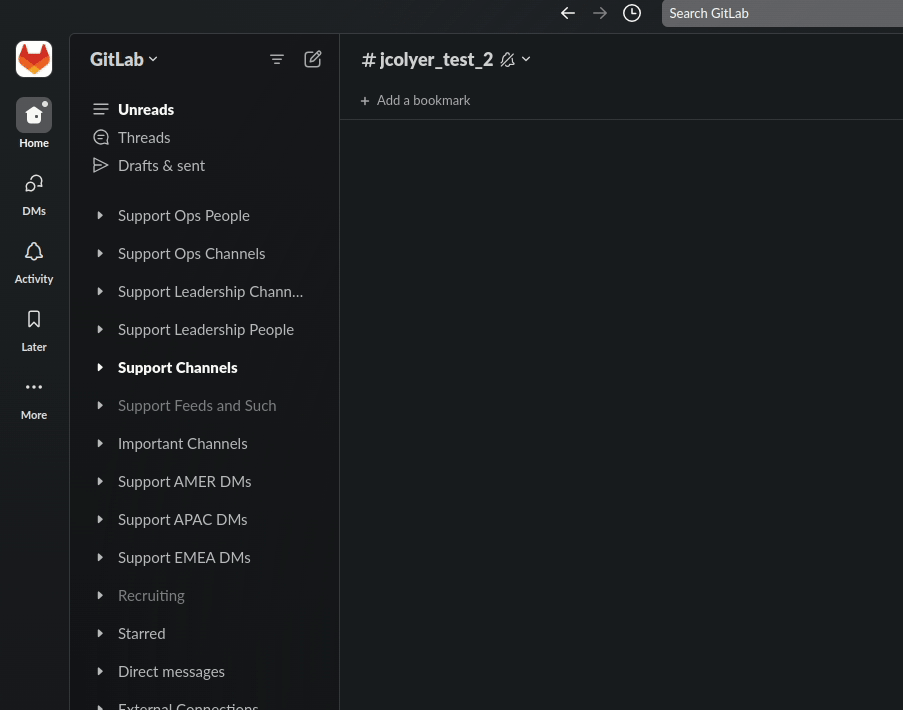 Search GitLab
GitLab
# jcolyer_test_2
+ Add a bookmark
Home
DMs
Activity
Later
More
Unreads
Threads
Drafts & sent
Support Ops People
Support Ops Channels
Support Leadership Chann...
Support Leadership People
Support Channels
Support Feeds and Such
Important Channels
Support AMER DMs
Support APAC DMs
Support EMEA DMs
Recruiting
Starred
Direct messages
External Connections